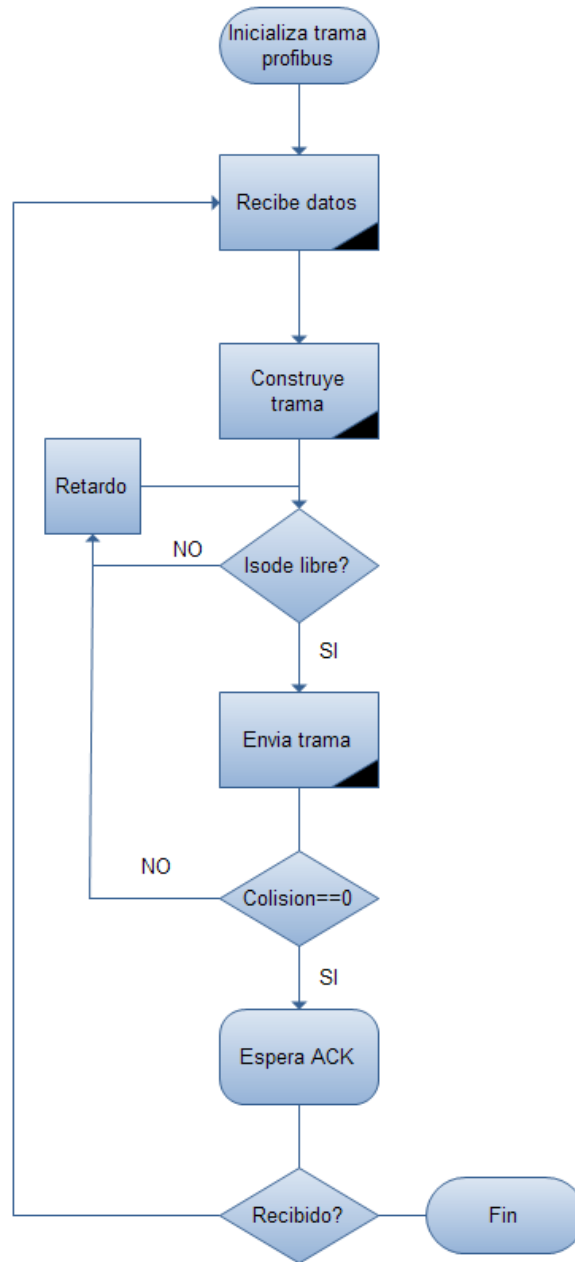 Inicializa trama
profibus
Recibe datos
Construye
trama
Retardo
NO
Isode libre?
SI
Envia trama
NO
Colision==0
SI
Espera ACK
Recibido?
Fin